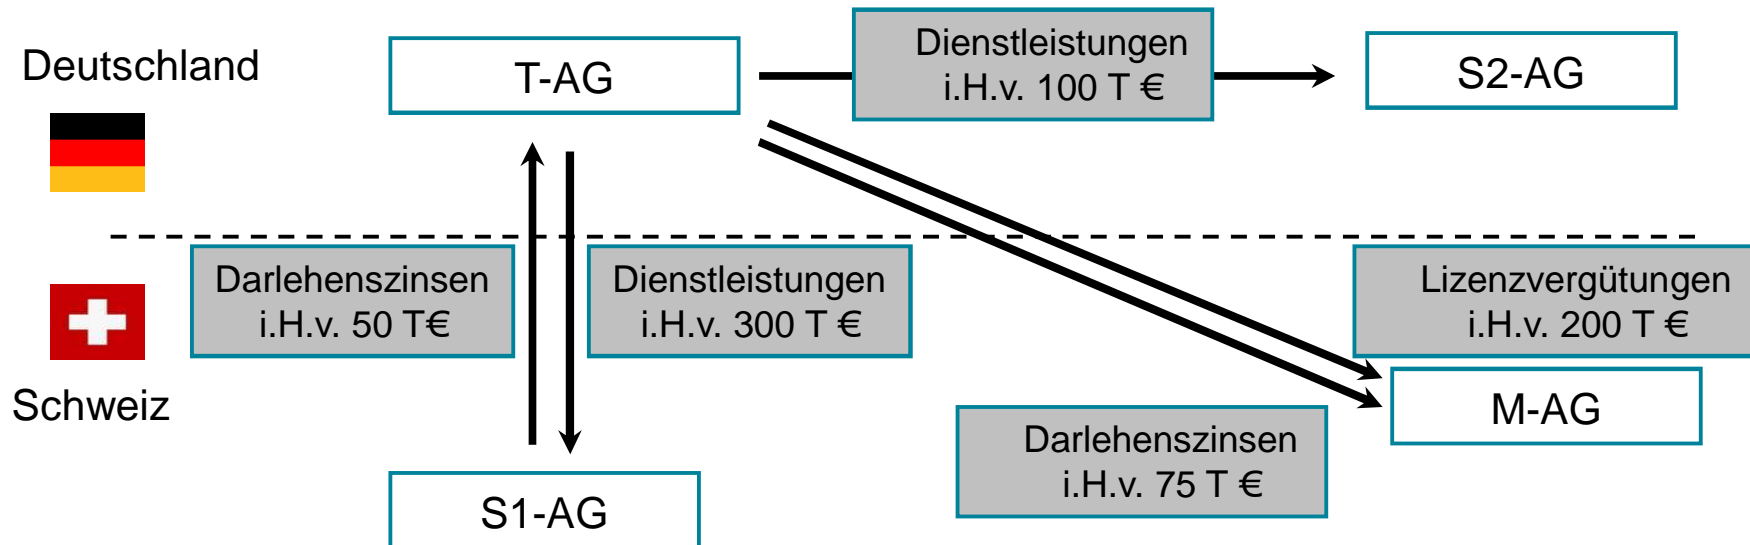 Deutschland
T-AG
Dienstleistungen
i.H.v. 100 T €
S2-AG
Darlehenszinsen
i.H.v. 50 T€
Dienstleistungen
i.H.v. 300 T €
Lizenzvergütungen
i.H.v. 200 T €
Schweiz
M-AG
Darlehenszinsen
i.H.v. 75 T €
S1-AG